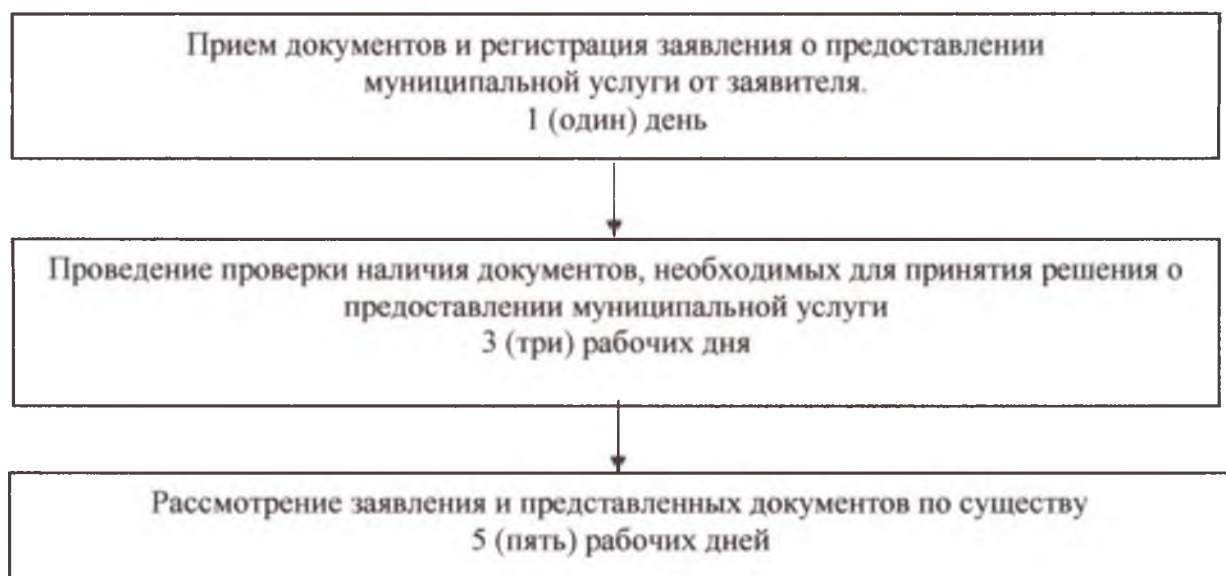 Прием документов и регистрация заявления о предоставлении
муниципальной услуги от заявителя.
1 (один) день
Проведение проверки наличия документов, необходимых для принятия решения о
предоставлении муниципальной услуги
3 (три) рабочих дня
Рассмотрение заявления и представленных документов по существу
5 (пять) рабочих дней